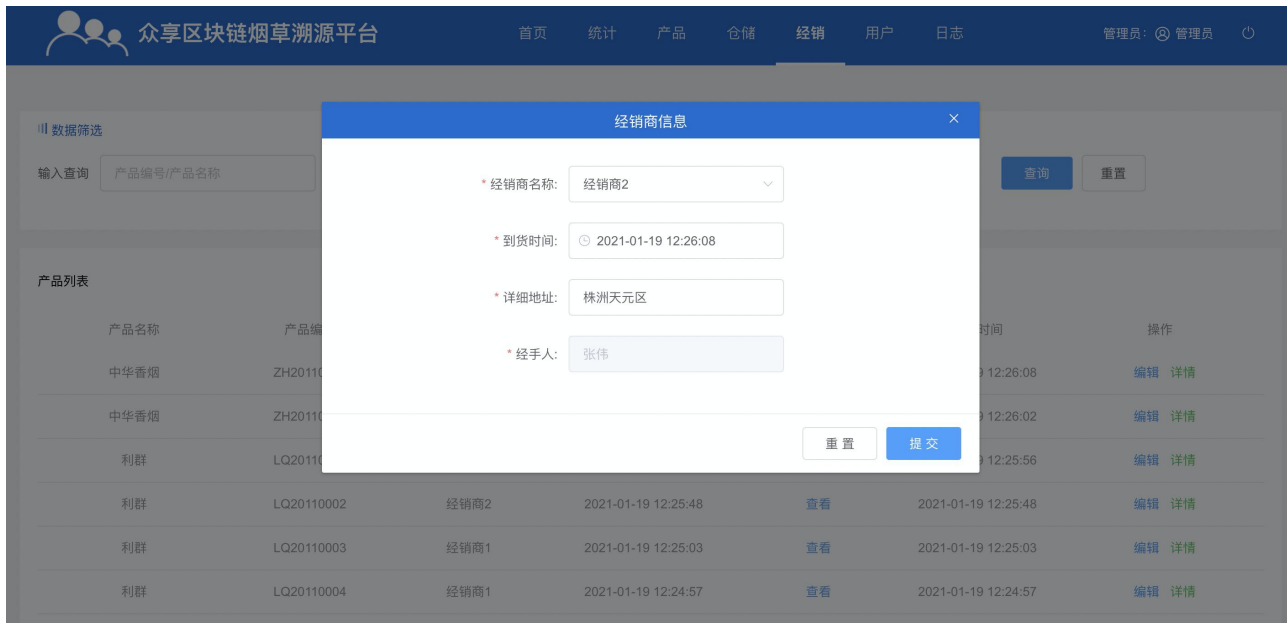 众享区块链烟草溯源平台 首页 统计 产品 仓储 经销 用户 日志 管理员: 管理员
经销商信息
数据筛选
输入查询 产品编号/产品名称 查询 重置
* 经销商名称: 经销商2
* 到货时间: 2021-01-19 12:26:08
* 详细地址: 株洲天元区
* 经手人: 张伟
重置 提交
产品列表
产品名称 产品编 时间 操作
中华香烟 ZH20110 9 12:26:08 编辑 详情
中华香烟 ZH20110 9 12:26:02 编辑 详情
利群 LQ20110 9 12:25:56 编辑 详情
利群 LQ20110002 经销商2 2021-01-19 12:25:48 查看 2021-01-19 12:25:48 编辑 详情
利群 LQ20110003 经销商1 2021-01-19 12:25:03 查看 2021-01-19 12:25:03 编辑 详情
利群 LQ20110004 经销商1 2021-01-19 12:24:57 查看 2021-01-19 12:24:57 编辑 详情